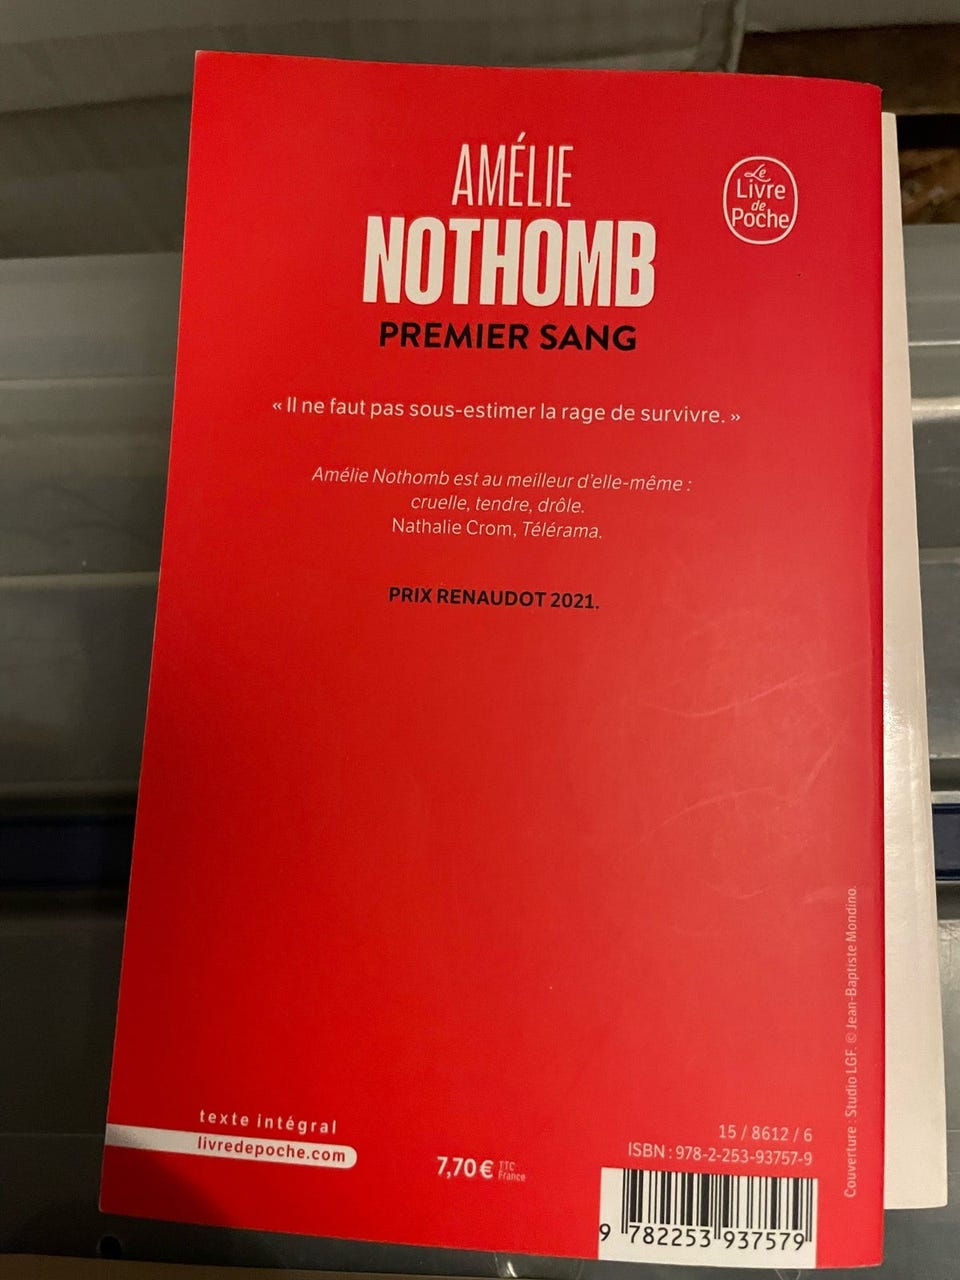 AMÉLIE
NOTHOMB
PREMIER SANG
Le
Livre
de
Poche
« Il ne faut pas sous-estimer la rage de survivre. »
Amélie Nothomb est au meilleur d'elle-même :
cruelle, tendre, drôle.
Nathalie Crom, Télérama.
PRIX RENAUDOT 2021.
Couverture : Studio LGF. © Jean-Baptiste Mondino.
texte intégral
livredepoche.com
7,70 € TTC
France
15 / 8612 / 6
ISBN : 978-2-253-93757-9
9 782253 937579